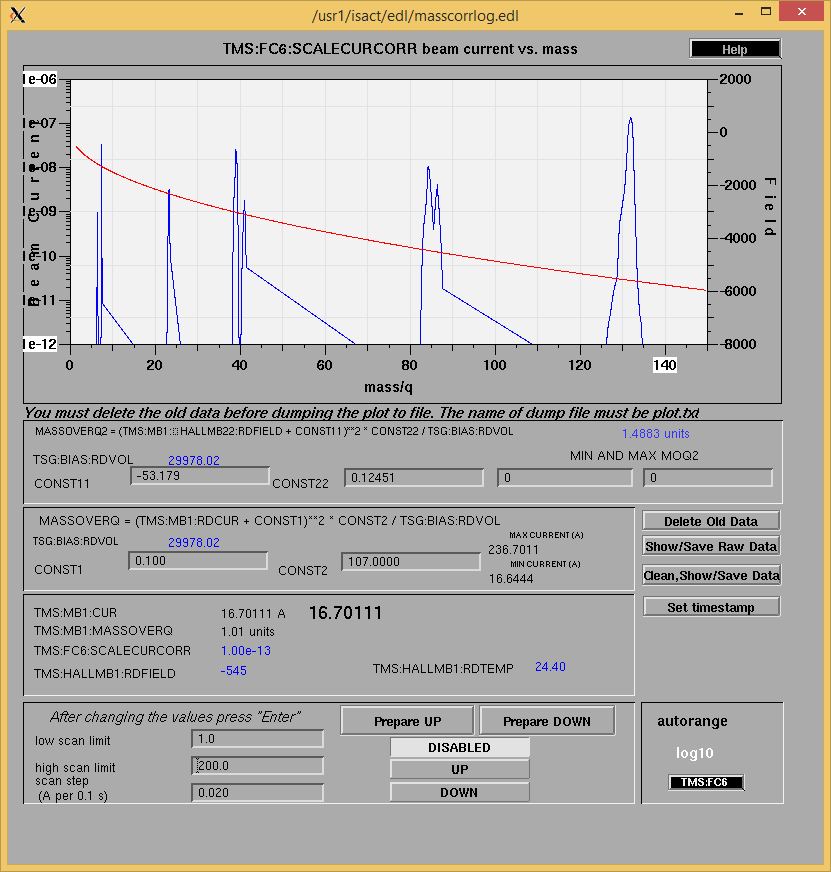 /usr1/isact/edl/masscorrlog.edl
TMS:FC6:SCALECURCORR beam current vs. mass
Help
1e-06
1e-07
1e-08
1e-09
1e-10
1e-11
1e-12
Beam Current
2000
0
-2000
-4000
-6000
-8000
Field
0 20 40 60 80 100 120 140
mass/q
You must delete the old data before dumping the plot to file. The name of dump file must be plot.txt
MASSOVERQ2 = (TMS:MB1: HALLMB22:RDFIELD + CONST11)**2 * CONST22 / TSG:BIAS:RDVOL
1.4883 units
TSG:BIAS:RDVOL 29978.02
MIN AND MAX MOQ2
CONST11 -53.179 CONST22 0.12451 0 0
MASSOVERQ = (TMS:MB1:RDCUR + CONST1)**2 * CONST2 / TSG:BIAS:RDVOL
TSG:BIAS:RDVOL 29978.02
MAX CURRENT (A)
236.7011
CONST1 0.100 CONST2 107.0000
MIN CURRENT (A)
16.6444
Delete Old Data
Show/Save Raw Data
Clean,Show/Save Data
Set timestamp
TMS:MB1:CUR 16.70111 A 16.70111
TMS:MB1:MASSOVERQ 1.01 units
TMS:FC6:SCALECURCORR 1.00e-13
TMS:HALLMB1:RDFIELD -545
TMS:HALLMB1:RDTEMP 24.40
After changing the values press "Enter"
low scan limit 1.0
high scan limit 200.0
scan step
(A per 0.1 s) 0.020
Prepare UP
Prepare DOWN
DISABLED
UP
DOWN
autorange
log10
TMS:FC6